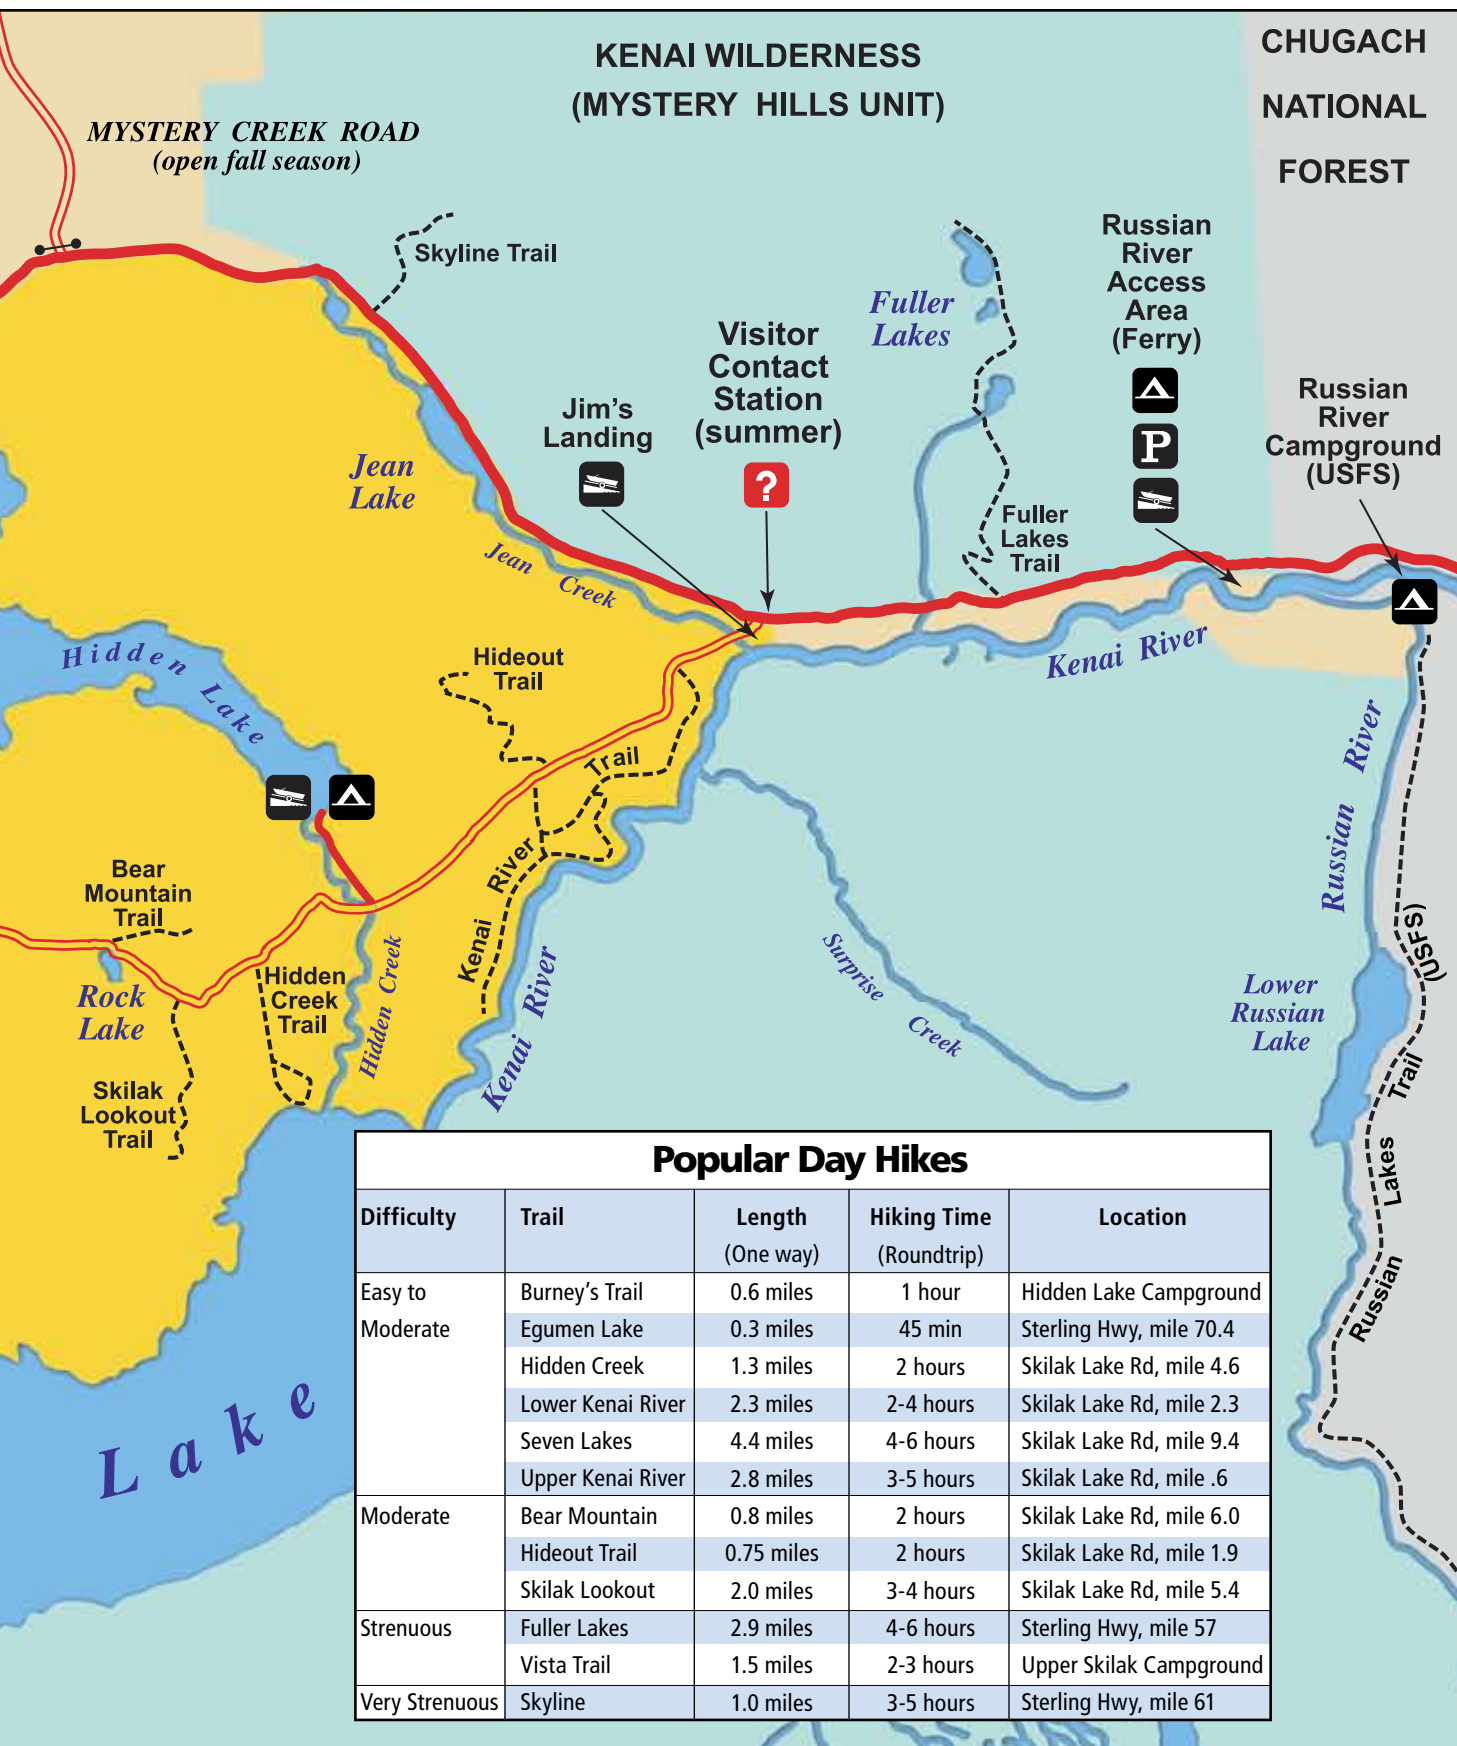 KENAI WILDERNESS
(MYSTERY HILLS UNIT)
CHUGACH
NATIONAL
FOREST
MYSTERY CREEK ROAD
(open fall season)
Skyline Trail
Fuller
Lakes
Russian
River
Access
Area
(Ferry)
P
Visitor
Contact
Station
(summer)
?
Jim's
Landing
Russian
River
Campground
(USFS)
Jean
Lake
Jean Creek
Fuller
Lakes
Trail
Hidden Lake
Hideout
Trail
Kenai River
Kenai River Trail
Russian River
Bear
Mountain
Trail
Rock
Lake
Hidden
Creek
Trail
Hidden Creek
Kenai River
Surprise Creek
Lower
Russian
Lake
Russian Lakes Trail (USFS)
Skilak
Lookout
Trail
Lake
Popular Day Hikes
Difficulty Trail Length Hiking Time Location
(One way) (Roundtrip)
Easy to Burney's Trail 0.6 miles 1 hour Hidden Lake Campground
Moderate Egumen Lake 0.3 miles 45 min Sterling Hwy, mile 70.4
Hidden Creek 1.3 miles 2 hours Skilak Lake Rd, mile 4.6
Lower Kenai River 2.3 miles 2-4 hours Skilak Lake Rd, mile 2.3
Seven Lakes 4.4 miles 4-6 hours Skilak Lake Rd, mile 9.4
Upper Kenai River 2.8 miles 3-5 hours Skilak Lake Rd, mile .6
Moderate Bear Mountain 0.8 miles 2 hours Skilak Lake Rd, mile 6.0
Hideout Trail 0.75 miles 2 hours Skilak Lake Rd, mile 1.9
Skilak Lookout 2.0 miles 3-4 hours Skilak Lake Rd, mile 5.4
Strenuous Fuller Lakes 2.9 miles 4-6 hours Sterling Hwy, mile 57
Vista Trail 1.5 miles 2-3 hours Upper Skilak Campground
Very Strenuous Skyline 1.0 miles 3-5 hours Sterling Hwy, mile 61